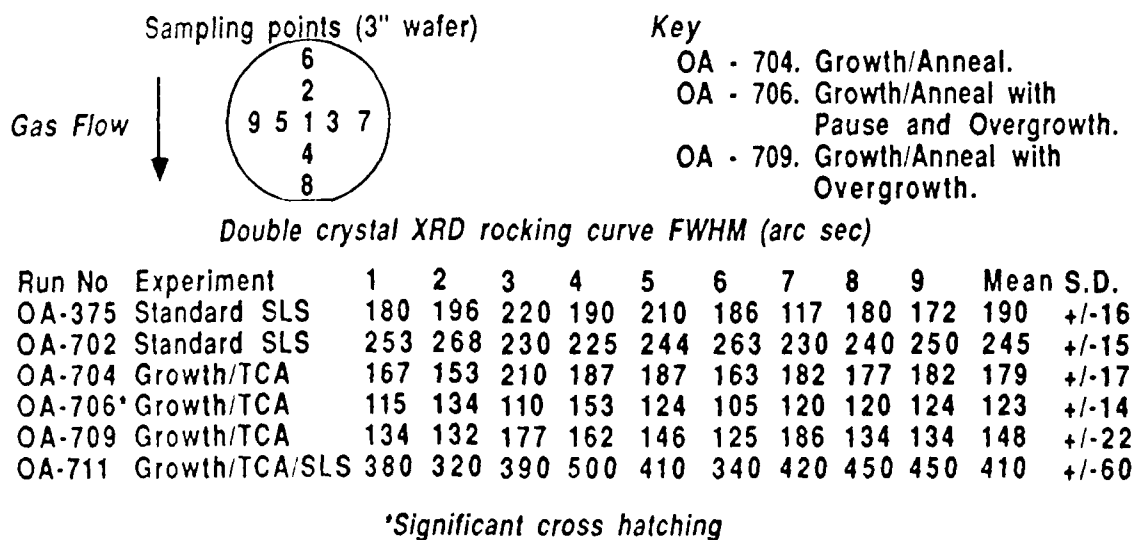 Sampling points (3" wafer)
6
2
Gas Flow 9 5 1 3 7
4
8
Key
OA - 704. Growth/Anneal.
OA - 706. Growth/Anneal with
Pause and Overgrowth.
OA - 709. Growth/Anneal with
Overgrowth.
Double crystal XRD rocking curve FWHM (arc sec)
Run No Experiment 1 2 3 4 5 6 7 8 9 Mean S.D.
OA-375 Standard SLS 180 196 220 190 210 186 117 180 172 190 +/-16
OA-702 Standard SLS 253 268 230 225 244 263 230 240 250 245 +/-15
OA-704 Growth/TCA 167 153 210 187 187 163 182 177 182 179 +/-17
OA-706* Growth/TCA 115 134 110 153 124 105 120 120 124 123 +/-14
OA-709 Growth/TCA 134 132 177 162 146 125 186 134 134 148 +/-22
OA-711 Growth/TCA/SLS 380 320 390 500 410 340 420 450 450 410 +/-60
*Significant cross hatching